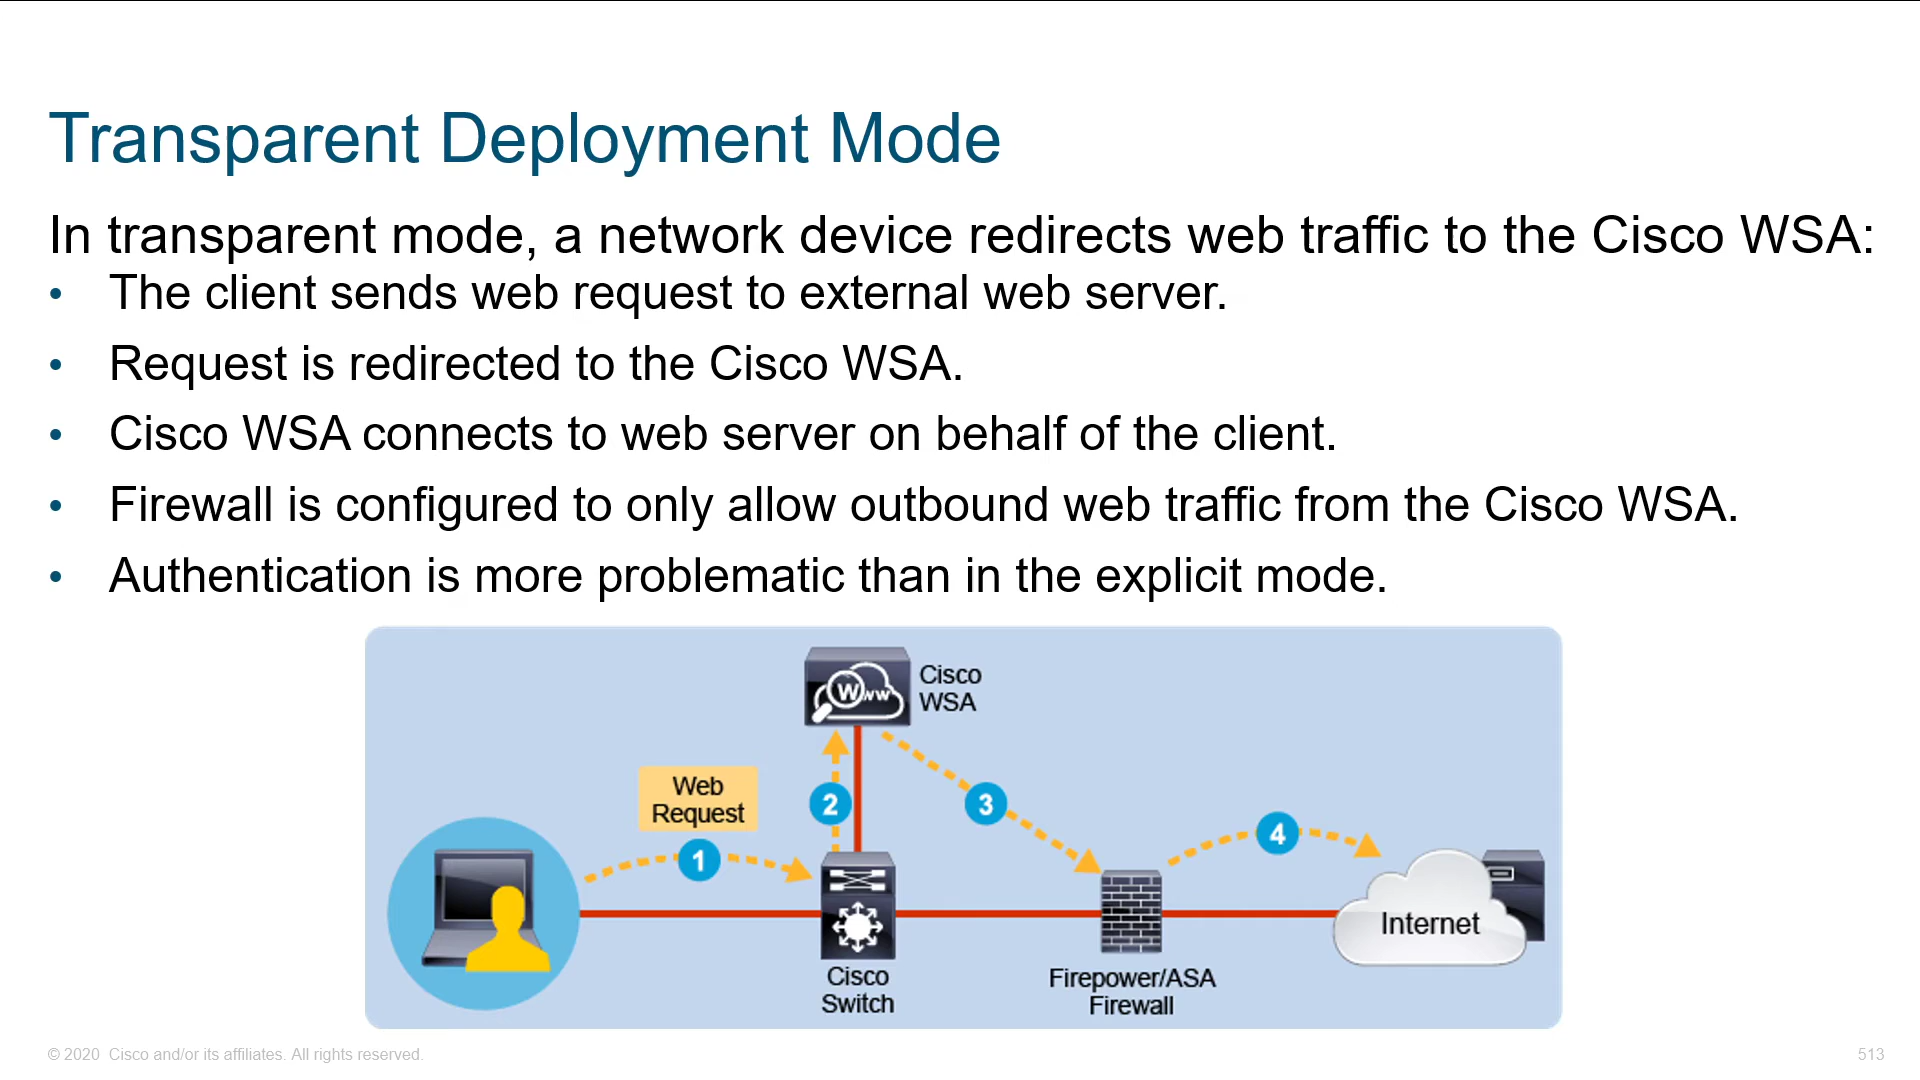 Transparent Deployment Mode
In transparent mode, a network device redirects web traffic to the Cisco WSA:
• The client sends web request to external web server.
• Request is redirected to the Cisco WSA.
• Cisco WSA connects to web server on behalf of the client.
• Firewall is configured to only allow outbound web traffic from the Cisco WSA.
• Authentication is more problematic than in the explicit mode.
Www
Cisco
WSA
Web
Request
1
2
3
4
Internet
Cisco
Switch
Firepower/ASA
Firewall
© 2020 Cisco and/or its affiliates. All rights reserved.
513